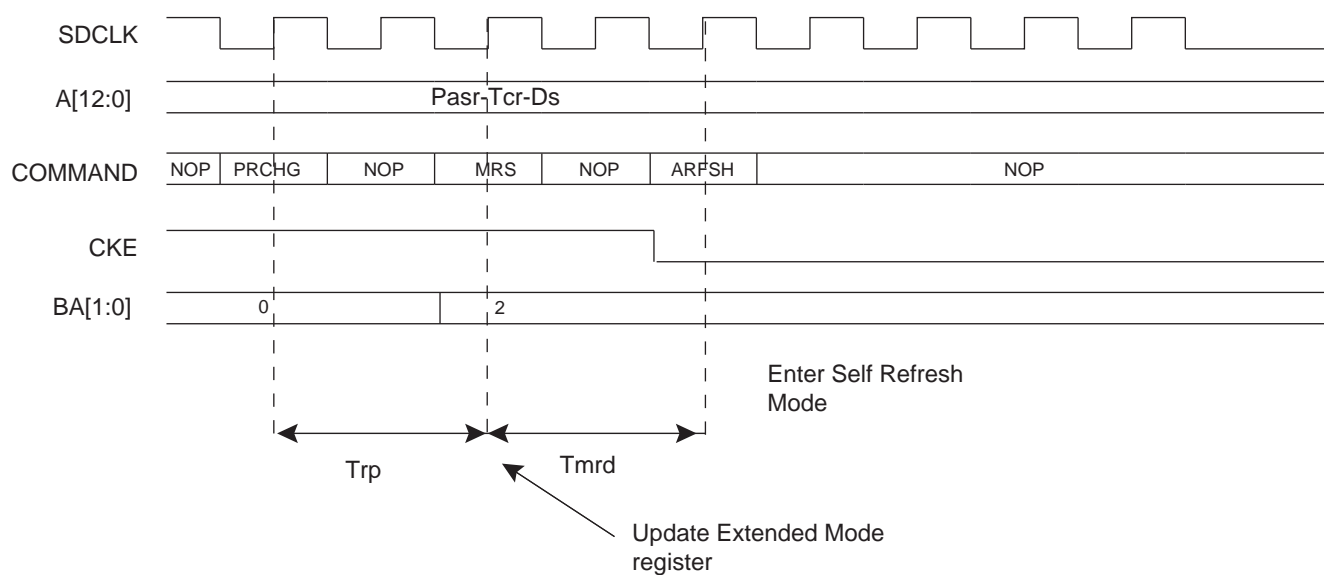 SDCLK
A[12:0]
Pasr-Tcr-Ds
COMMAND
NOP PRCHG NOP MRS NOP ARFSH NOP
CKE
BA[1:0]
0 2
Enter Self Refresh
Mode
Trp
Tmrd
Update Extended Mode
register